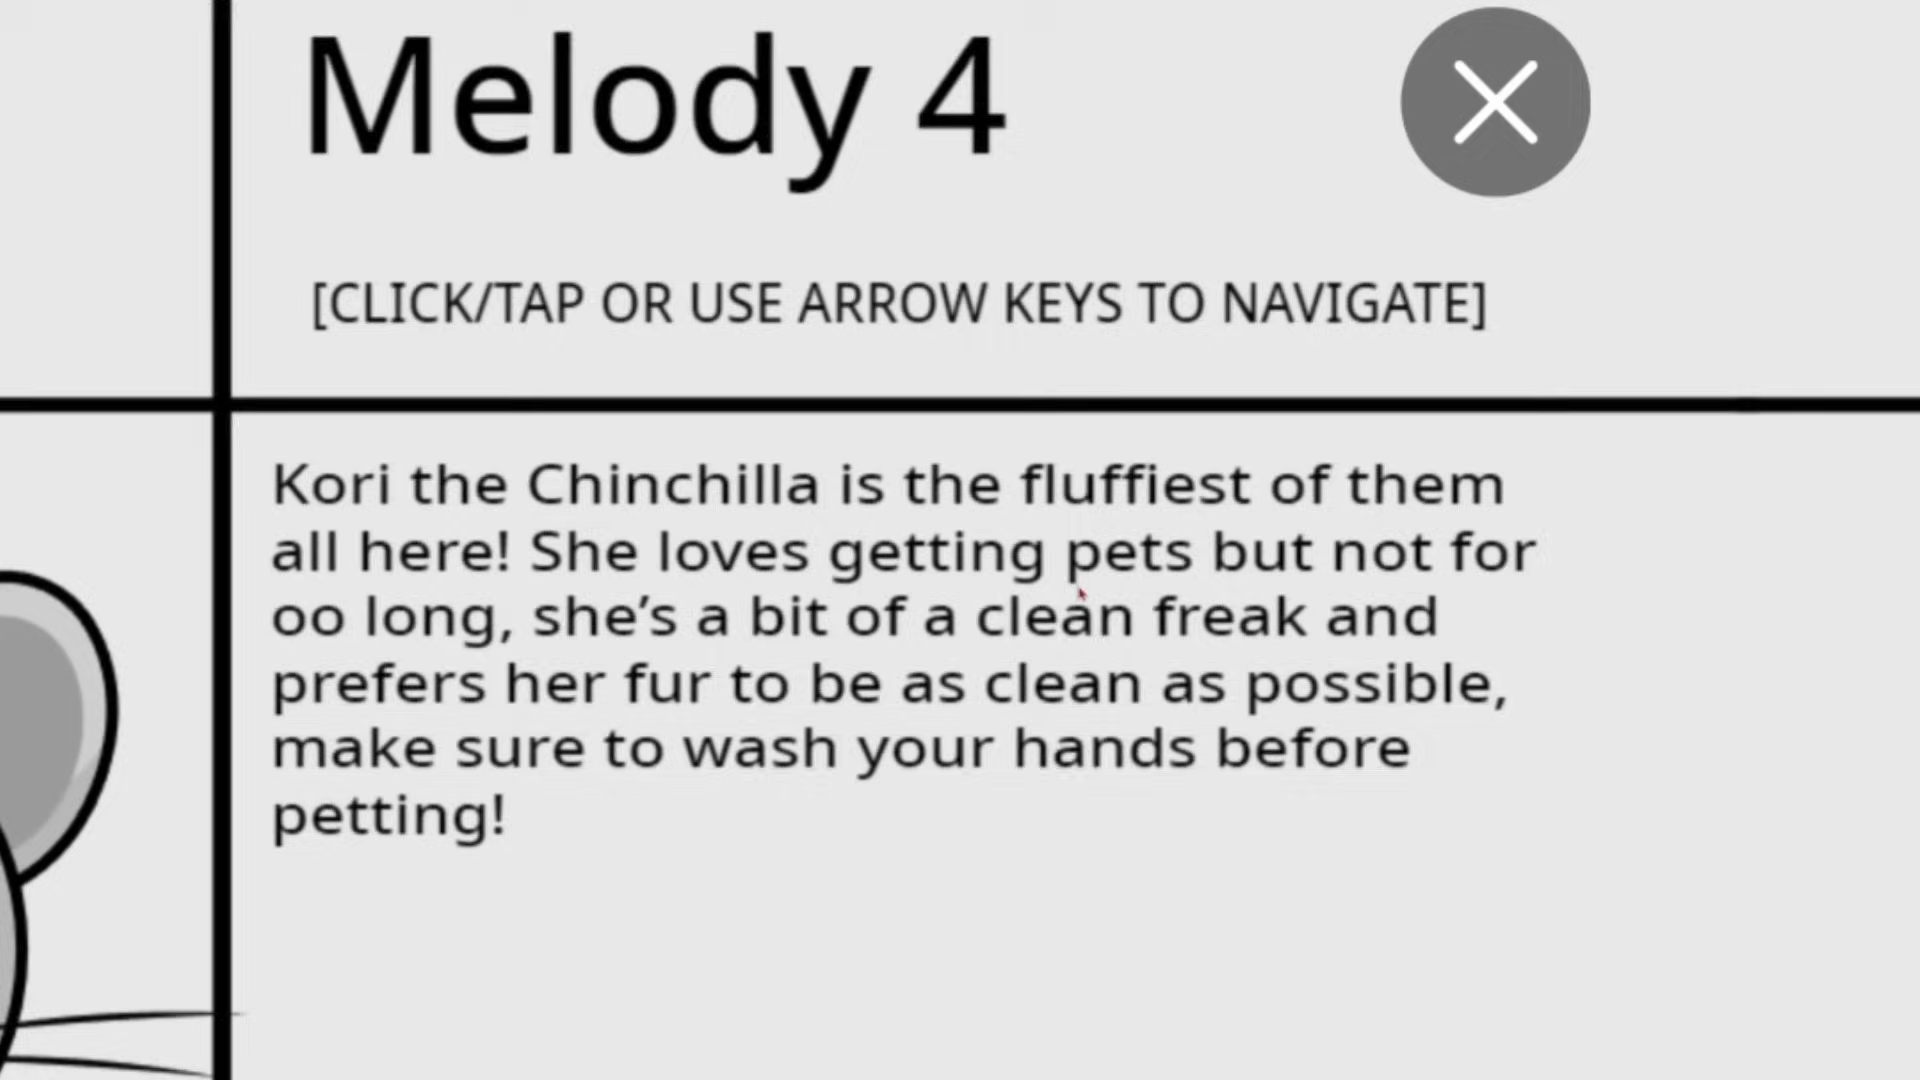 Melody 4
[CLICK/TAP OR USE ARROW KEYS TO NAVIGATE]
Kori the Chinchilla is the fluffiest of them
all here! She loves getting pets but not for
oo long, she’s a bit of a clean freak and
prefers her fur to be as clean as possible,
make sure to wash your hands before
petting!